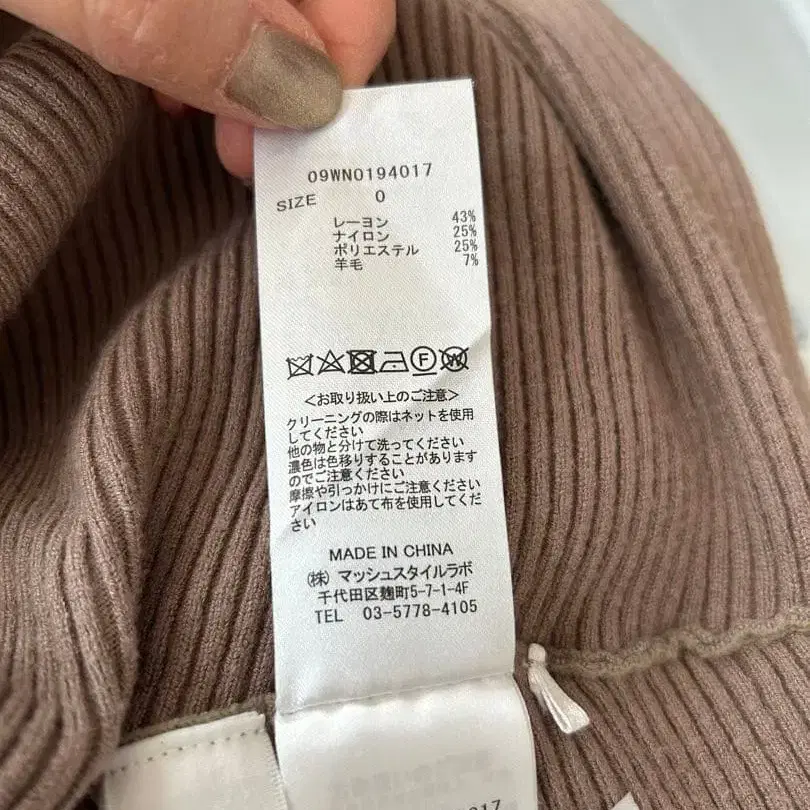 09WN0194017
SIZE 0
レーヨン 43%
ナイロン 25%
ポリエステル 25%
羊毛 7%
F W
<お取り扱い上のご注意>
クリーニングの際はネットを使用
してください
他の物と分けて洗ってください
濃色は色移りすることがあります
のでご注意ください
摩擦や引っかけにご注意ください
アイロンはあて布を使用してくだ
さい
MADE IN CHINA
(株) マッシュスタイルラボ
千代田区麹町5-7-1-4F
TEL 03-5778-4105